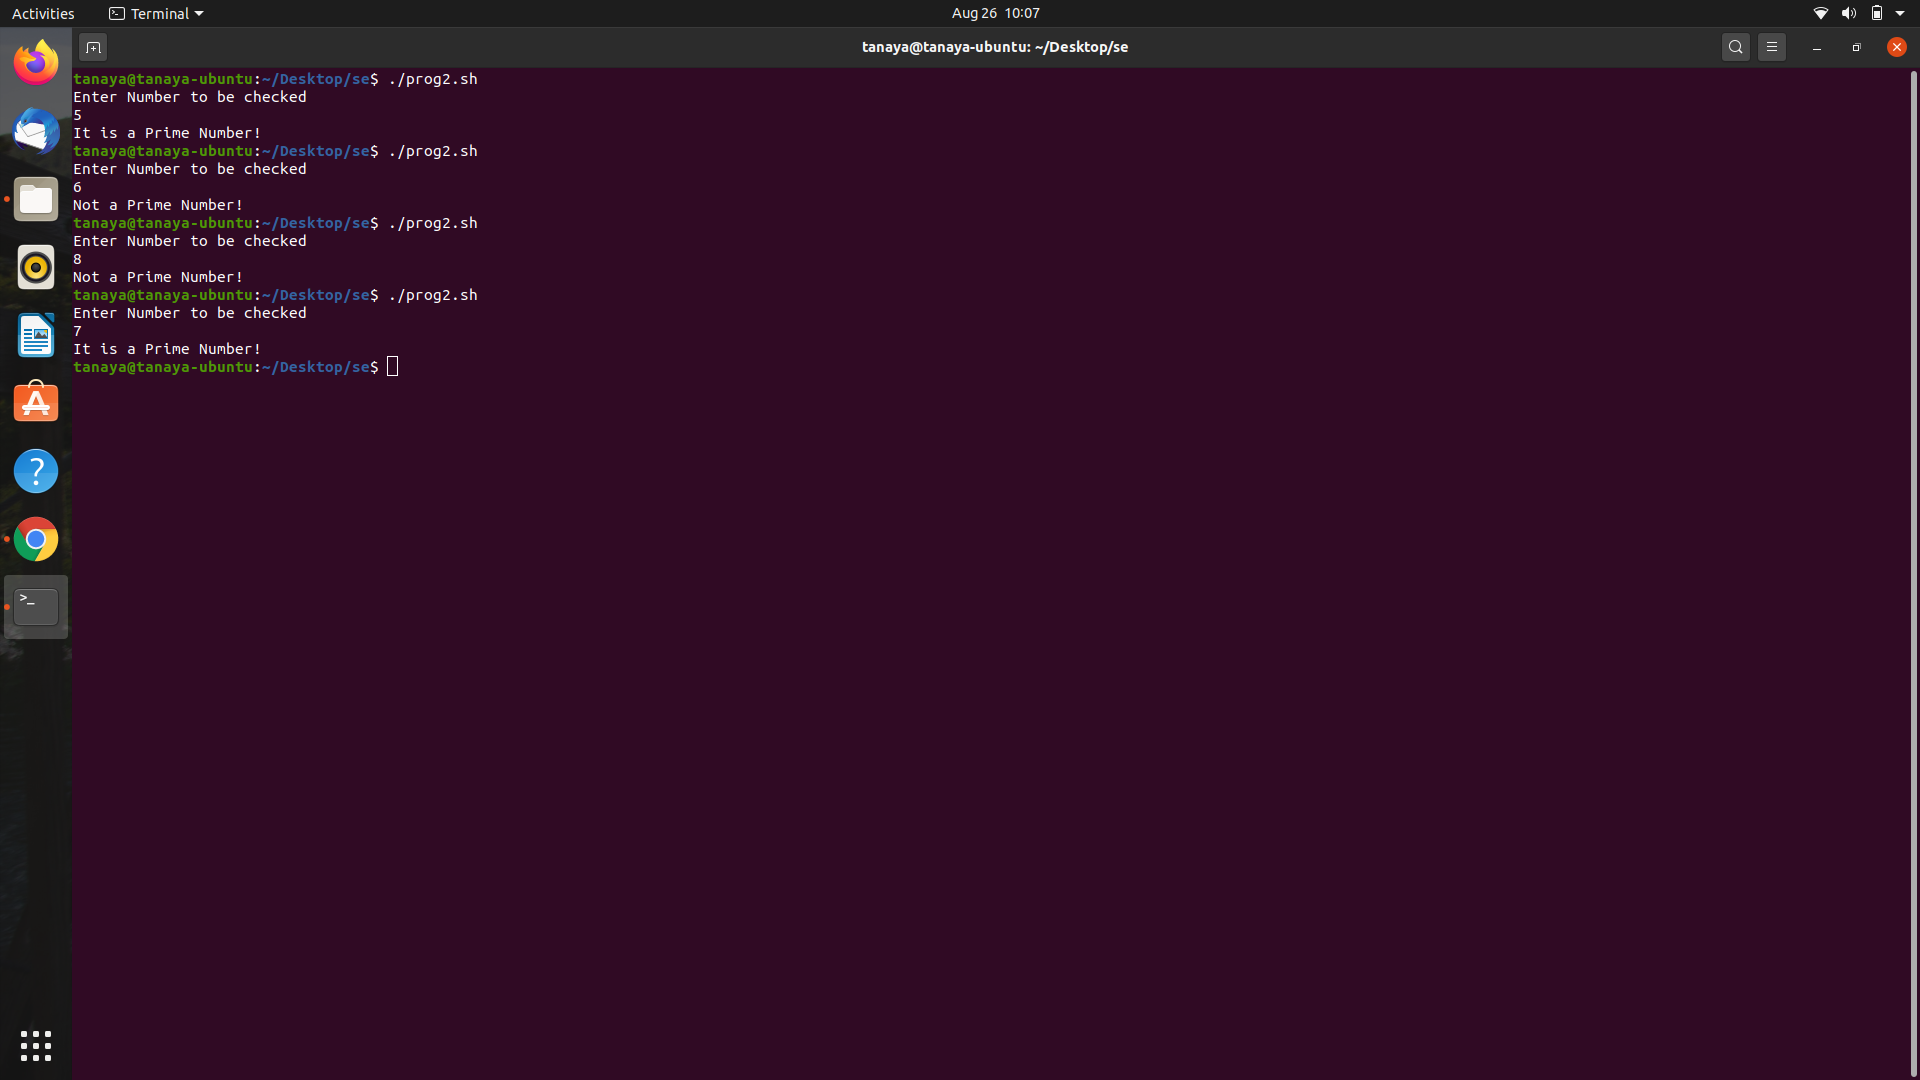 Activities
Terminal
Aug 26 10:07
tanaya@tanaya-ubuntu: ~/Desktop/se
tanaya@tanaya-ubuntu:~/Desktop/se$ ./prog2.sh
Enter Number to be checked
5
It is a Prime Number!
tanaya@tanaya-ubuntu:~/Desktop/se$ ./prog2.sh
Enter Number to be checked
6
Not a Prime Number!
tanaya@tanaya-ubuntu:~/Desktop/se$ ./prog2.sh
Enter Number to be checked
8
Not a Prime Number!
tanaya@tanaya-ubuntu:~/Desktop/se$ ./prog2.sh
Enter Number to be checked
7
It is a Prime Number!
tanaya@tanaya-ubuntu:~/Desktop/se$